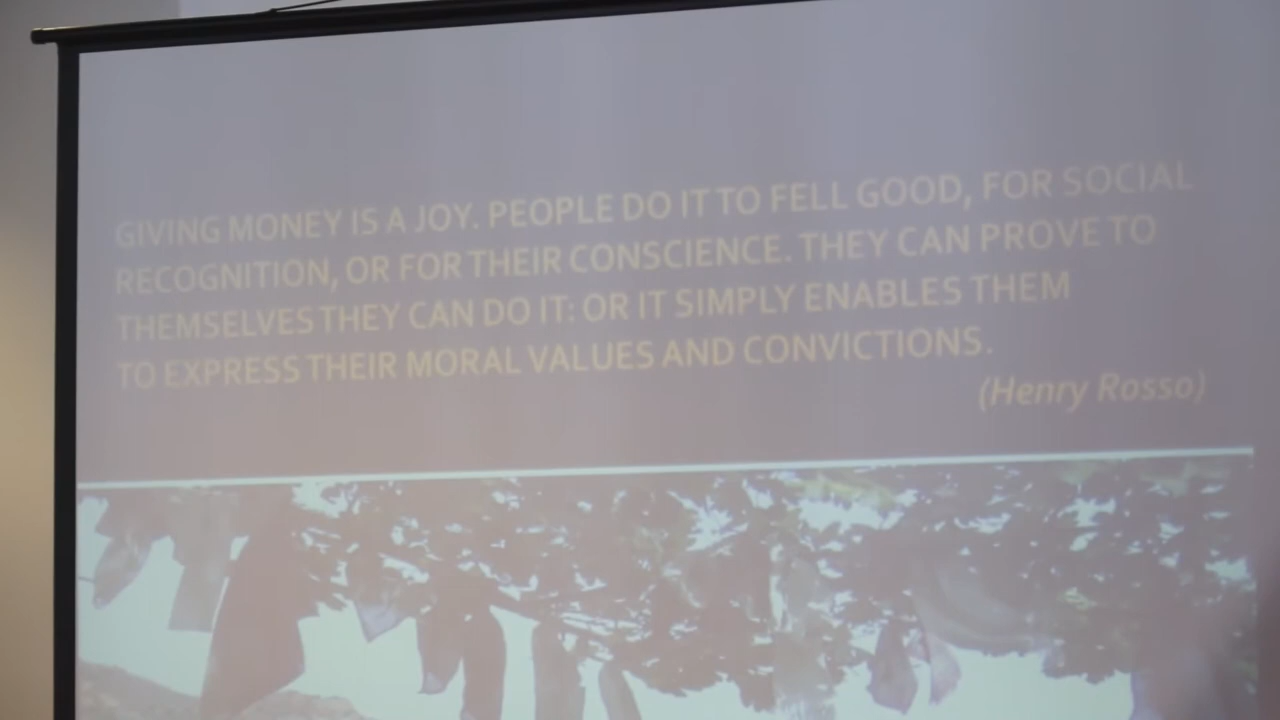 GIVING MONEY IS A JOY. PEOPLE DO IT TO FELL GOOD, FOR SOCIAL
RECOGNITION, OR FOR THEIR CONSCIENCE. THEY CAN PROVE TO
THEMSELVES THEY CAN DO IT: OR IT SIMPLY ENABLES THEM
TO EXPRESS THEIR MORAL VALUES AND CONVICTIONS.
(Henry Rosso)